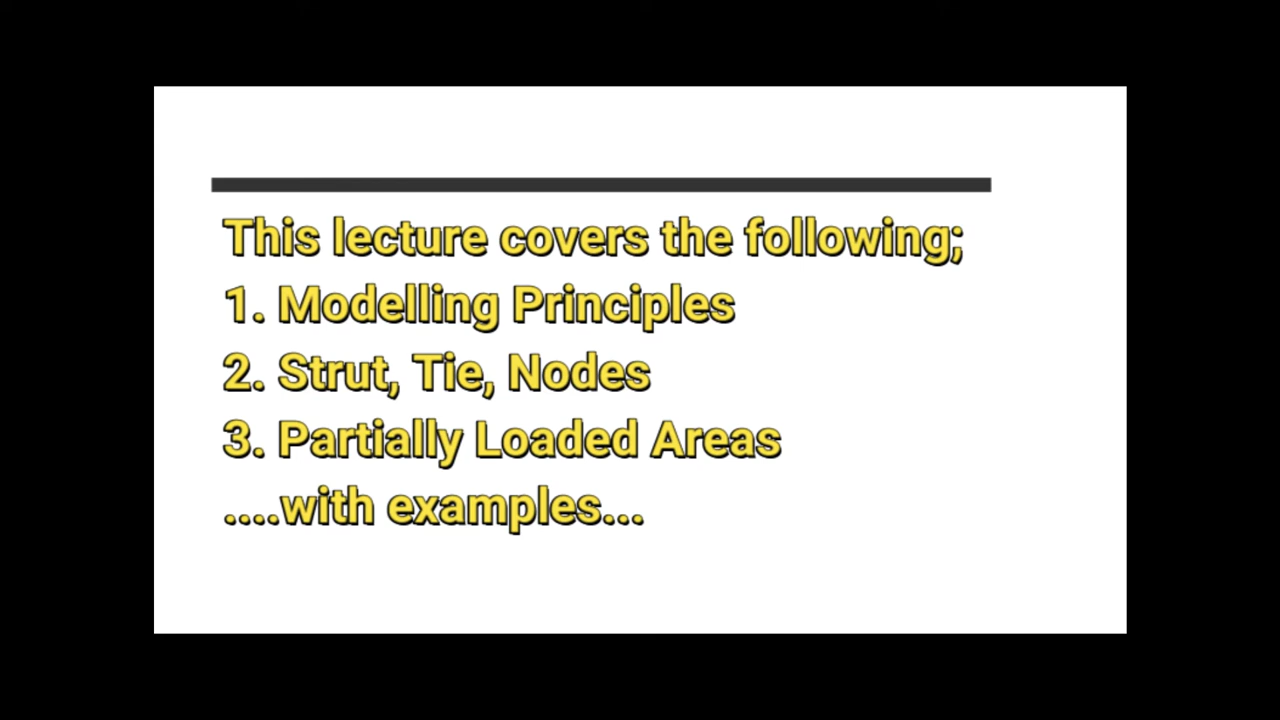 This lecture covers the following;
1. Modelling Principles
2. Strut, Tie, Nodes
3. Partially Loaded Areas
....with examples...